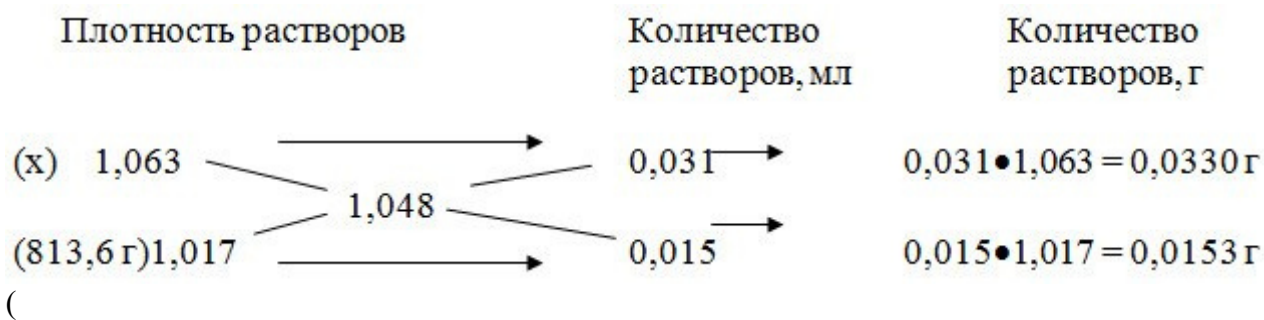 Плотность растворов Количество растворов, мл Количество растворов, г
(х) 1,063 0,031 0,031•1,063 = 0,0330 г
1,048
(813,6 г)1,017 0,015 0,015•1,017 = 0,0153 г
(